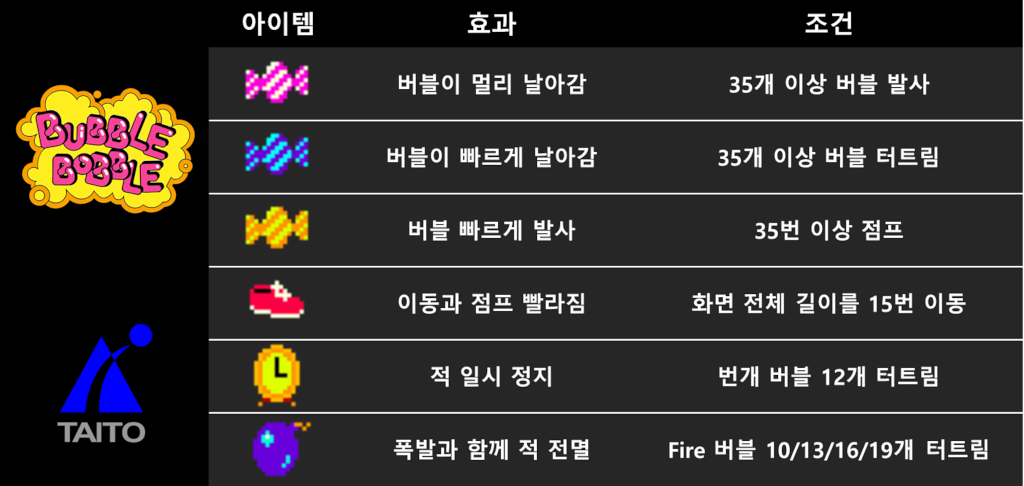 아이템 효과 조건
BUBBLE
BOBBLE
버블이 멀리 날아감 35개 이상 버블 발사
버블이 빠르게 날아감 35개 이상 버블 터트림
버블 빠르게 발사 35번 이상 점프
이동과 점프 빨라짐 화면 전체 길이를 15번 이동
적 일시 정지 번개 버블 12개 터트림
TAITO
폭발과 함께 적 전멸 Fire 버블 10/13/16/19개 터트림